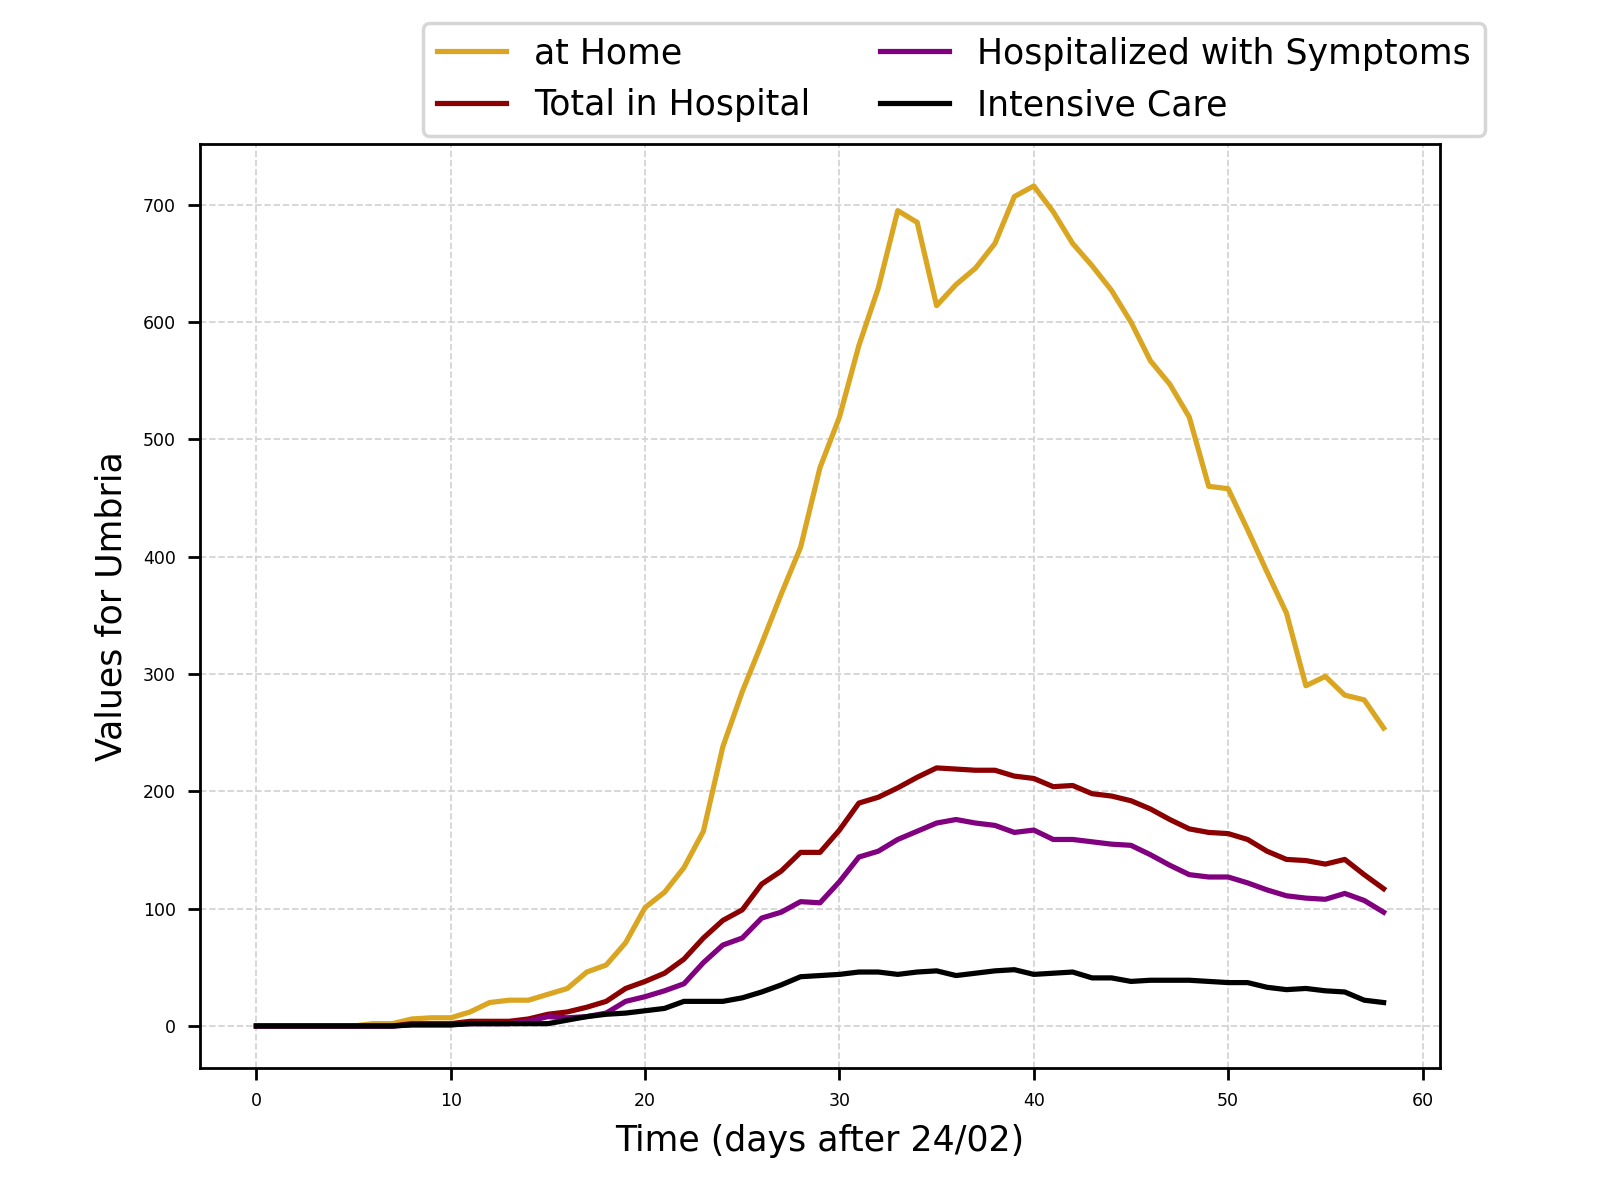 at Home
Total in Hospital
Hospitalized with Symptoms
Intensive Care
700
600
500
400
300
200
100
0
Values for Umbria
0 10 20 30 40 50 60
Time (days after 24/02)